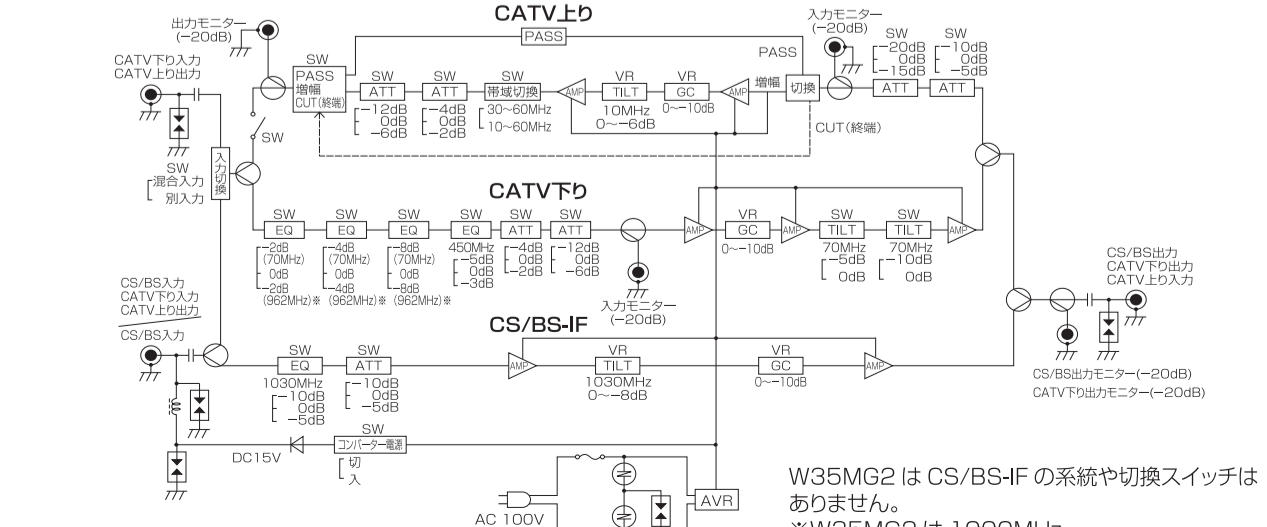 CATV上り
出力モニター
(-20dB)
入力モニター
(-20dB)
PASS
PASS
SW
-20dB
0dB
-15dB
SW
-10dB
0dB
-5dB
ATT
ATT
CATV下り入力
CATV上り出力
SW
PASS
増幅
CUT(終端)
SW
ATT
-12dB
0dB
-6dB
SW
ATT
-4dB
0dB
-2dB
SW
帯域切換
30~60MHz
10~60MHz
AMP
VR
TILT
10MHz
0~-6dB
VR
GC
0~-10dB
AMP
増幅
切換
CUT(終端)
SW
入力切換
SW
混合入力
別入力
CATV下り
SW
EQ
-2dB
(70MHz)
0dB
-2dB
(962MHz)※
SW
EQ
-4dB
(70MHz)
0dB
-4dB
(962MHz)※
SW
EQ
-8dB
(70MHz)
0dB
-8dB
(962MHz)※
SW
EQ
450MHz
-5dB
0dB
-3dB
SW
ATT
-4dB
0dB
-2dB
SW
ATT
-12dB
0dB
-6dB
入力モニター
(-20dB)
AMP
VR
GC
0~-10dB
AMP
SW
TILT
70MHz
-5dB
0dB
SW
TILT
70MHz
-10dB
0dB
AMP
CS/BS出力
CATV下り出力
CATV上り入力
CS/BS出力モニター(-20dB)
CATV下り出力モニター(-20dB)
CS/BS入力
CATV下り入力
CATV上り出力
CS/BS入力
CS/BS-IF
SW
EQ
1030MHz
-10dB
0dB
-5dB
SW
ATT
-10dB
0dB
-5dB
AMP
VR
TILT
1030MHz
0~-8dB
VR
GC
0~-10dB
AMP
DC15V
SW
コンバーター電源
切
入
AC 100V
AVR
W35MG2 は CS/BS-IF の系統や切換スイッチは
ありません。
※W35MG2 は 1000MHz